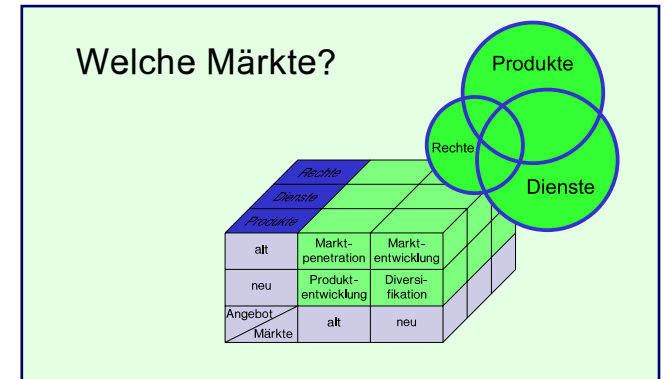 Welche Märkte?
Produkte
Rechte
Dienste
Rechte
Dienste
Produkte
alt
Markt-
penetration
Markt-
entwicklung
neu
Produkt-
entwicklung
Diversi-
fikation
Angebot
Märkte
alt
neu